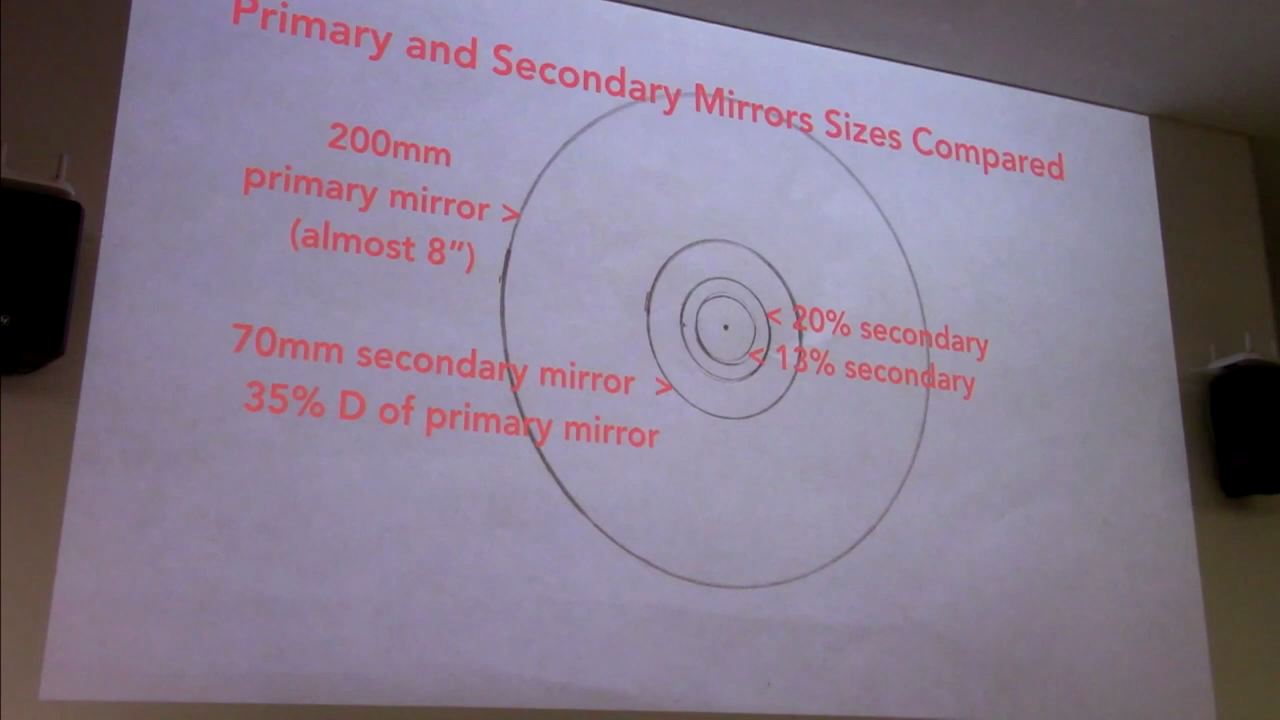 Primary and Secondary Mirrors Sizes Compared
200mm
primary mirror >
(almost 8”)
< 20% secondary
< 13% secondary
70mm secondary mirror >
35% D of primary mirror